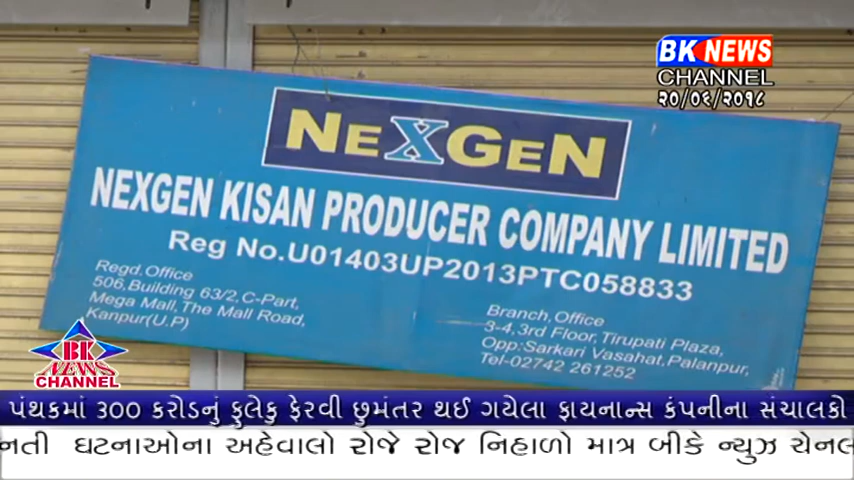 BK NEWS
CHANNEL
૨૦/૦૬/૨૦૧૮
NEXGEN
NEXGEN KISAN PRODUCER COMPANY LIMITED
Reg No.U01403UP2013PTC058833
Regd.Office
506,Building 63/2,C-Part,
Mega Mall,The Mall Road,
Kanpur(U.P)
Branch,Office
3-4,3rd Floor,Tirupati Plaza,
Opp:Sarkari Vasahat,Palanpur,
Tel-02742 261252
BK
NEWS
CHANNEL
પંથકમાં ૩૦૦ કરોડનું ફુલેકુ ફેરવી છુમંતર થઈ ગયેલા ફાયનાન્સ કંપનીના સંચાલકો
નતી ઘટનાઓના અહેવાલો રોજે રોજ નિહાળો માત્ર બીકે ન્યુઝ ચેનલ